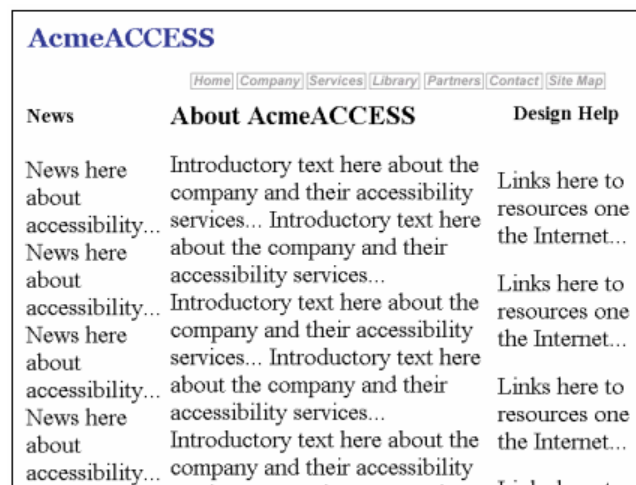 AcmeACCESS
Home Company Services Library Partners Contact Site Map
News
News here
about
accessibility...
News here
about
accessibility...
News here
about
accessibility...
News here
about
accessibility...
About AcmeACCESS
Introductory text here about the
company and their accessibility
services... Introductory text here
about the company and their
accessibility services...
Introductory text here about the
company and their accessibility
services... Introductory text here
about the company and their
accessibility services...
Introductory text here about the
company and their accessibility
Design Help
Links here to
resources one
the Internet...
Links here to
resources one
the Internet...
Links here to
resources one
the Internet...